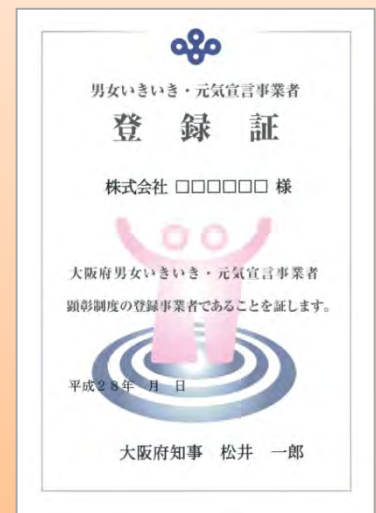 男女いきいき・元気宣言事業者
登 録 証
株式会社 □□□□□□ 様
大阪府男女いきいき・元気宣言事業者
顕彰制度の登録事業者であることを証します。
平成28年 月 日
大阪府知事 松井 一郎